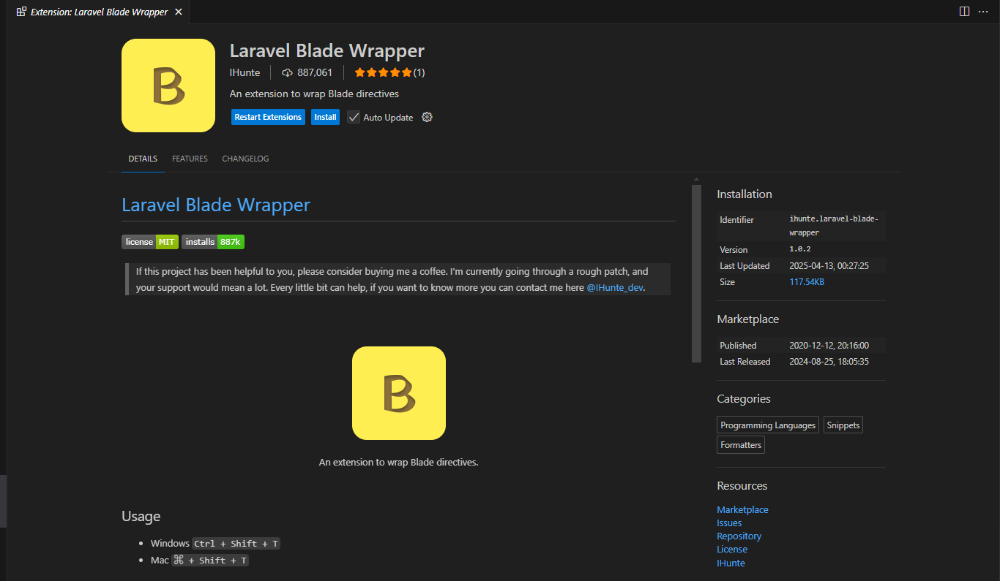 Extension: Laravel Blade Wrapper
B
Laravel Blade Wrapper
IHunte 887,061 (1)
An extension to wrap Blade directives
Restart Extensions Install Auto Update
DETAILS FEATURES CHANGELOG
Laravel Blade Wrapper
license MIT installs 887k
If this project has been helpful to you, please consider buying me a coffee. I'm currently going through a rough patch, and
your support would mean a lot. Every little bit can help, if you want to know more you can contact me here @IHunte_dev.
B
An extension to wrap Blade directives.
Usage
• Windows Ctrl + Shift + T
• Mac ⌘ + Shift + T
Installation
Identifier ihunte.laravel-blade-
wrapper
Version 1.0.2
Last Updated 2025-04-13, 00:27:25
Size 117.54KB
Marketplace
Published 2020-12-12, 20:16:00
Last Released 2024-08-25, 18:05:35
Categories
Programming Languages Snippets
Formatters
Resources
Marketplace
Issues
Repository
License
IHunte